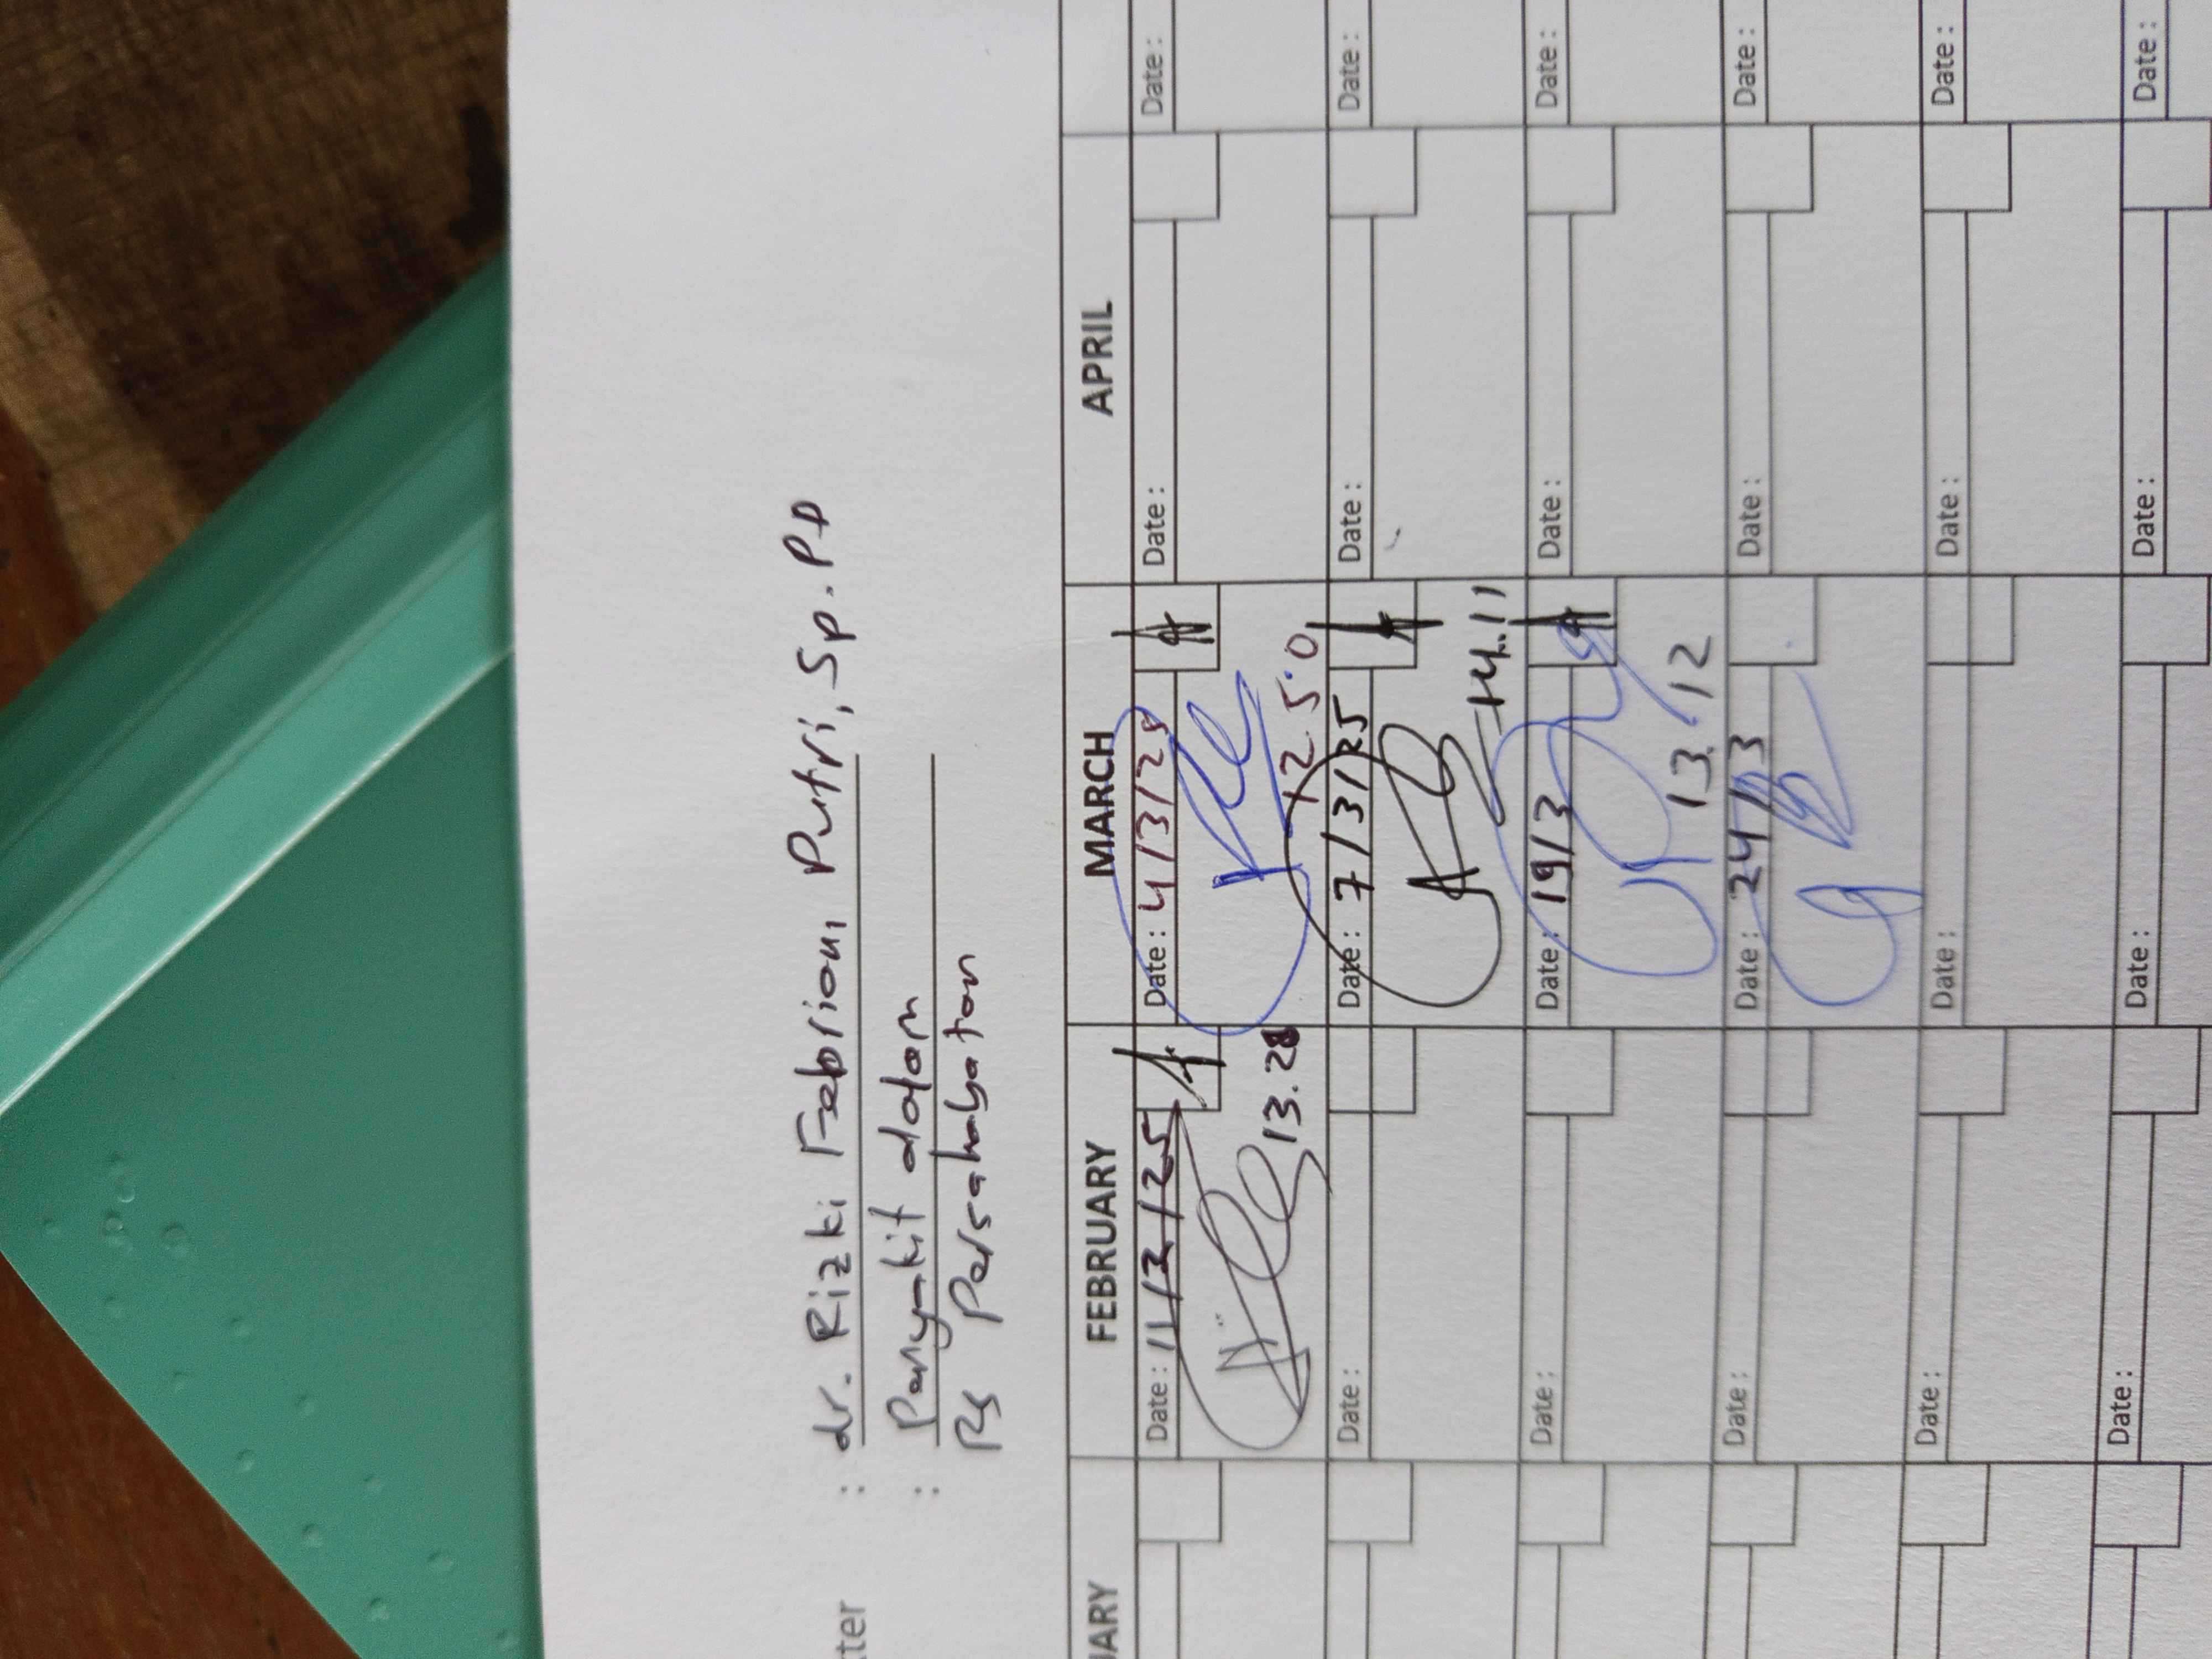 : dr. Rizki Febriani Putri, Sp. PD
: Penyakit dalam
RS Persahabatan
FEBRUARY MARCH APRIL
Date : 11/2/25 Date : 4/3/25 Date : Date :
13.28 12.50
Date : Date : 7/3/25 Date : Date :
14.11
Date : Date : 19/3 Date : Date :
13.12
Date : Date : 24/3 Date : Date :
Date : Date : Date : Date :
Date : Date : Date : Date :